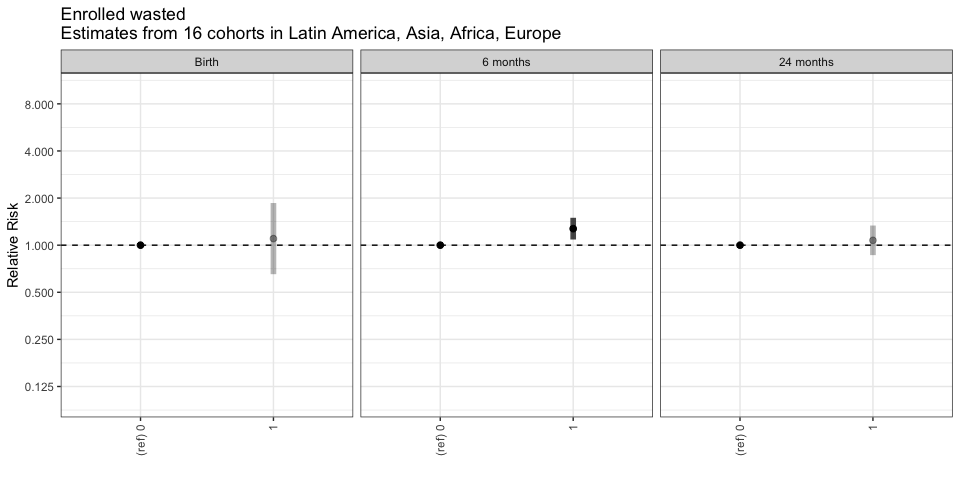 Enrolled wasted
Estimates from 16 cohorts in Latin America, Asia, Africa, Europe
Birth
6 months
24 months
Relative Risk
8.000
4.000
2.000
1.000
0.500
0.250
0.125
(ref) 0
1
(ref) 0
1
(ref) 0
1